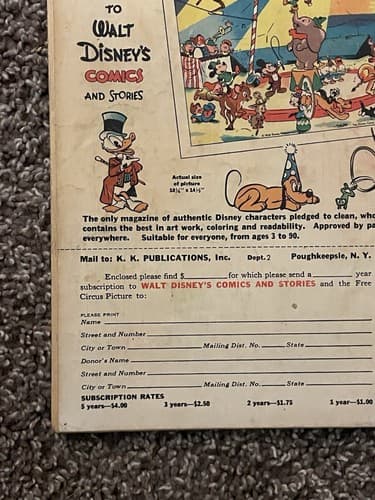 TO
WALT
DISNEY'S
COMICS
AND STORIES
Actual size
of picture
The only magazine of authentic Disney characters pledged to clean,
contains the best in art work, coloring and readability. Approved by
everywhere. Suitable for everyone, from ages 3 to 90.
Mail to: K. K. PUBLICATIONS, Inc. Dept.2 Poughkeepsie, N. Y.
Enclosed please find $ for which please send a year
subscription to WALT DISNEY'S COMICS AND STORIES and the Free
Circus Picture to:
PLEASE PRINT
Name
Street and Number
City or Town Mailing Dist. No. State
Donor's Name
Street and Number
City or Town Mailing Dist. No. State
SUBSCRIPTION RATES
5 years—$4.00 3 years—$2.50 2 years—$1.75 1 year—$1.00